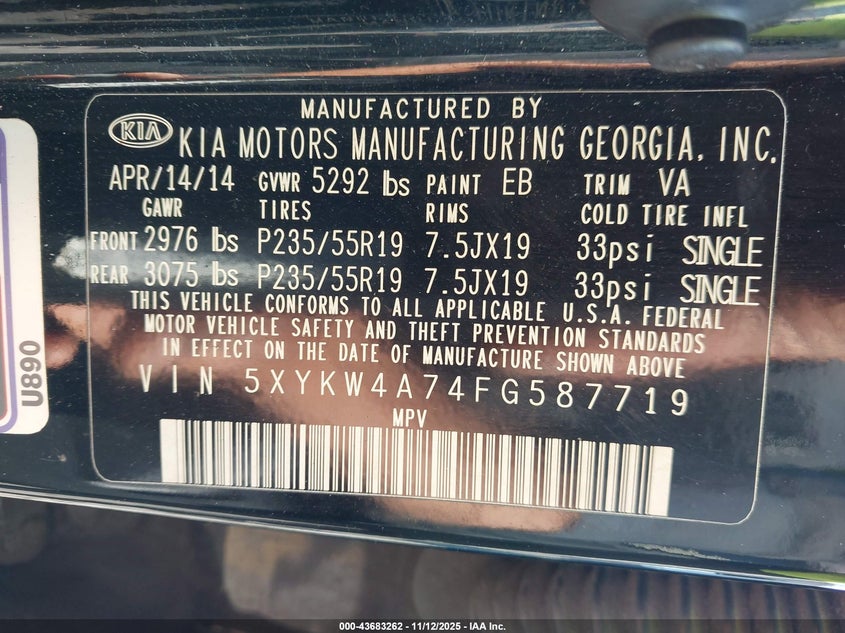 MANUFACTURED BY
KIA KIA MOTORS MANUFACTURING GEORGIA, INC.
APR/14/14 GVWR 5292 lbs PAINT EB TRIM VA
GAWR TIRES RIMS COLD TIRE INFL
FRONT 2976 lbs P235/55R19 7.5JX19 33psi SINGLE
REAR 3075 lbs P235/55R19 7.5JX19 33psi SINGLE
THIS VEHICLE CONFORMS TO ALL APPLICABLE U.S.A. FEDERAL
MOTOR VEHICLE SAFETY AND THEFT PREVENTION STANDARDS
IN EFFECT ON THE DATE OF MANUFACTURE SHOWN ABOVE
VIN 5XYKW4A74FG587719
MPV
U890
000-43683262 - 11/12/2025 - IAA Inc.